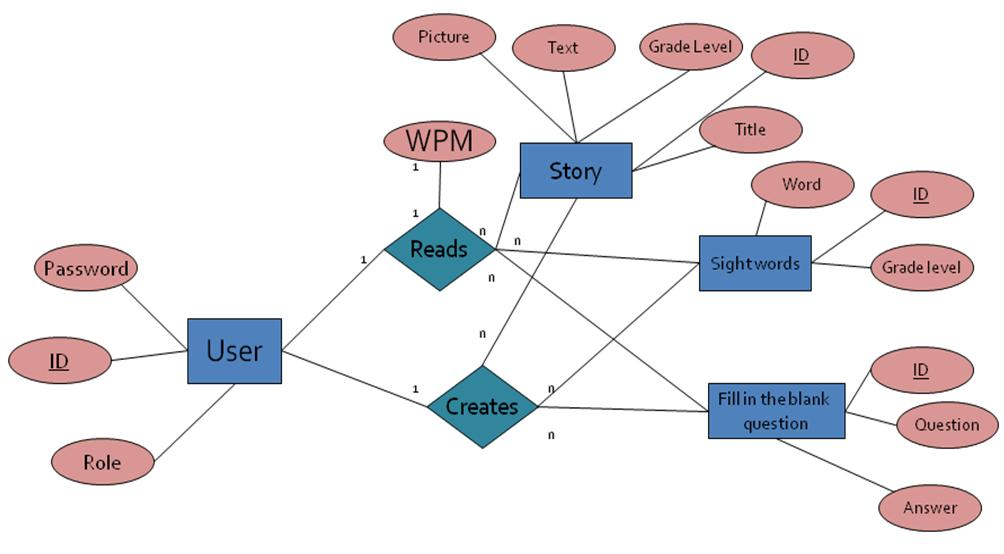 Picture
Text
Grade Level
ID
WPM
Title
1
Story
Word
ID
1
n
n
Reads
1
Sight words
Grade level
n
Password
User
ID
n
ID
1
n
Creates
Fill in the blank
question
Question
n
Role
Answer